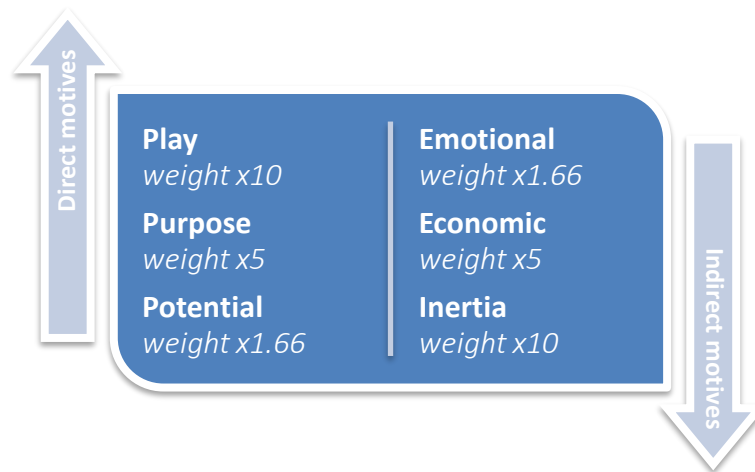 Direct motives
Play
weight x10
Purpose
weight x5
Potential
weight x1.66
Emotional
weight x1.66
Economic
weight x5
Inertia
weight x10
Indirect motives